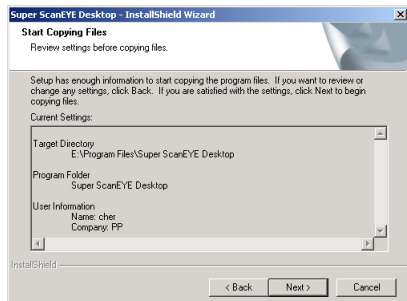 Super ScanEYE Desktop - InstallShield Wizard
Start Copying Files
Review settings before copying files.
Setup has enough information to start copying the program files. If you want to review or
change any settings, click Back. If you are satisfied with the settings, click Next to begin
copying files.
Current Settings:
Target Directory
E:\Program Files\Super ScanEYE Desktop
Program Folder
Super ScanEYE Desktop
User Information
Name: cher
Company: PP
InstallShield
< Back
Next >
Cancel